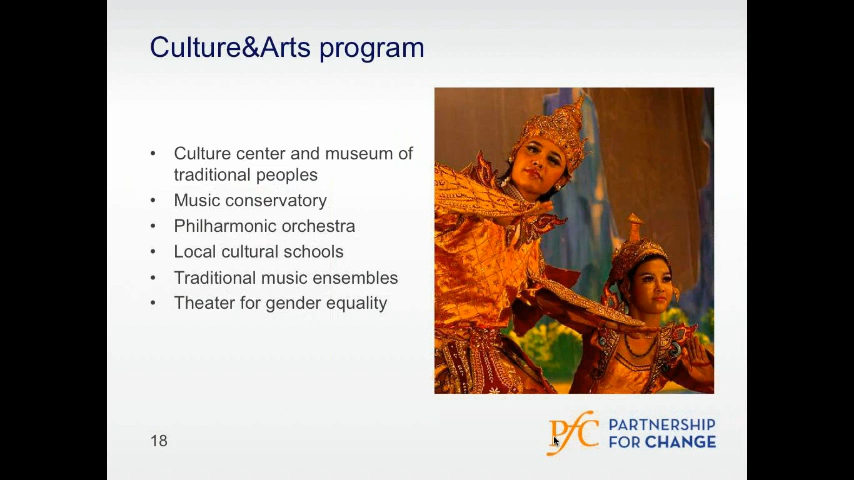 Culture&Arts program
• Culture center and museum of
traditional peoples
• Music conservatory
• Philharmonic orchestra
• Local cultural schools
• Traditional music ensembles
• Theater for gender equality
18
PfC PARTNERSHIP
FOR CHANGE